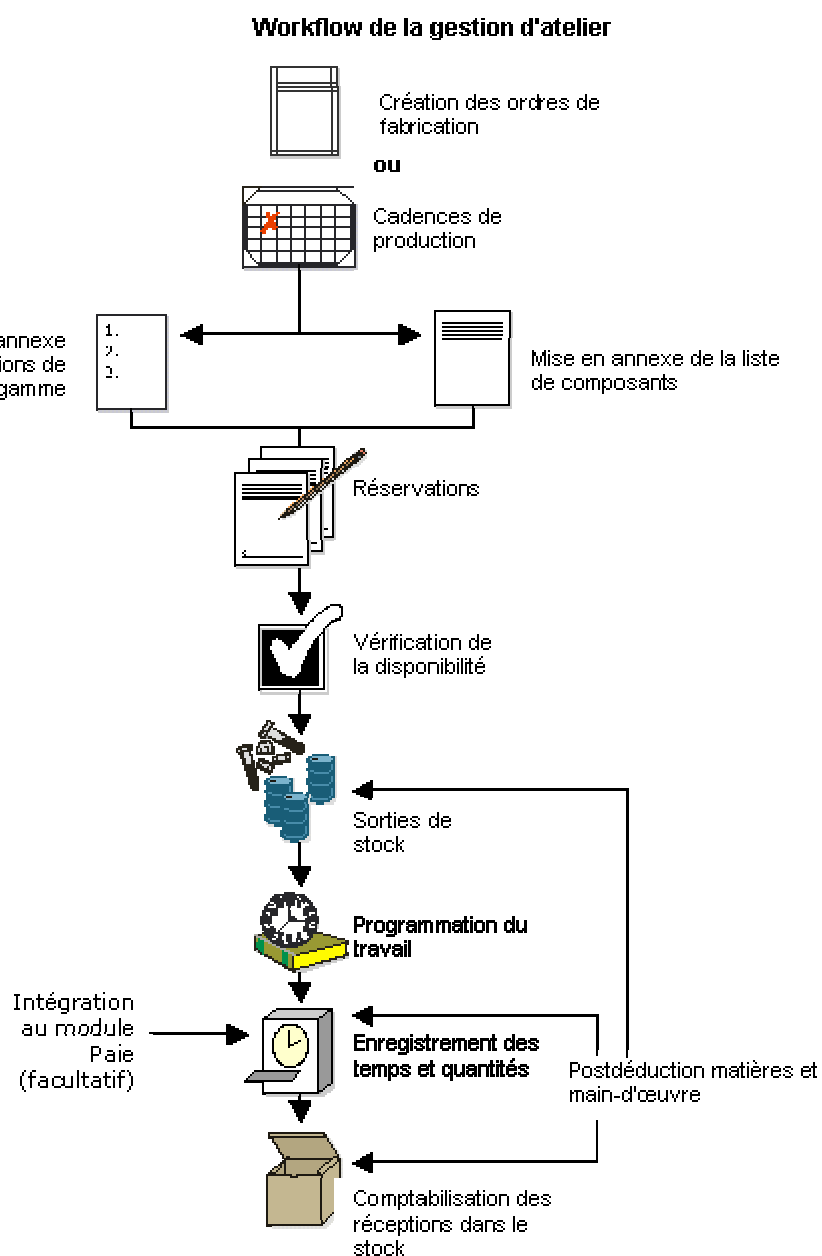 Workflow de la gestion d'atelier
Création des ordres de
fabrication
ou
Cadences de
production
annexe
ions de
gamme
1.
2.
3.
Mise en annexe de la liste
de composants
Réservations
Vérification de
la disponibilité
Sorties de
stock
Programmation du
travail
Intégration
au module
Paie
(facultatif)
Enregistrement des
temps et quantités
Postdéduction matières et
main-d'œuvre
Comptabilisation des
réceptions dans le
stock